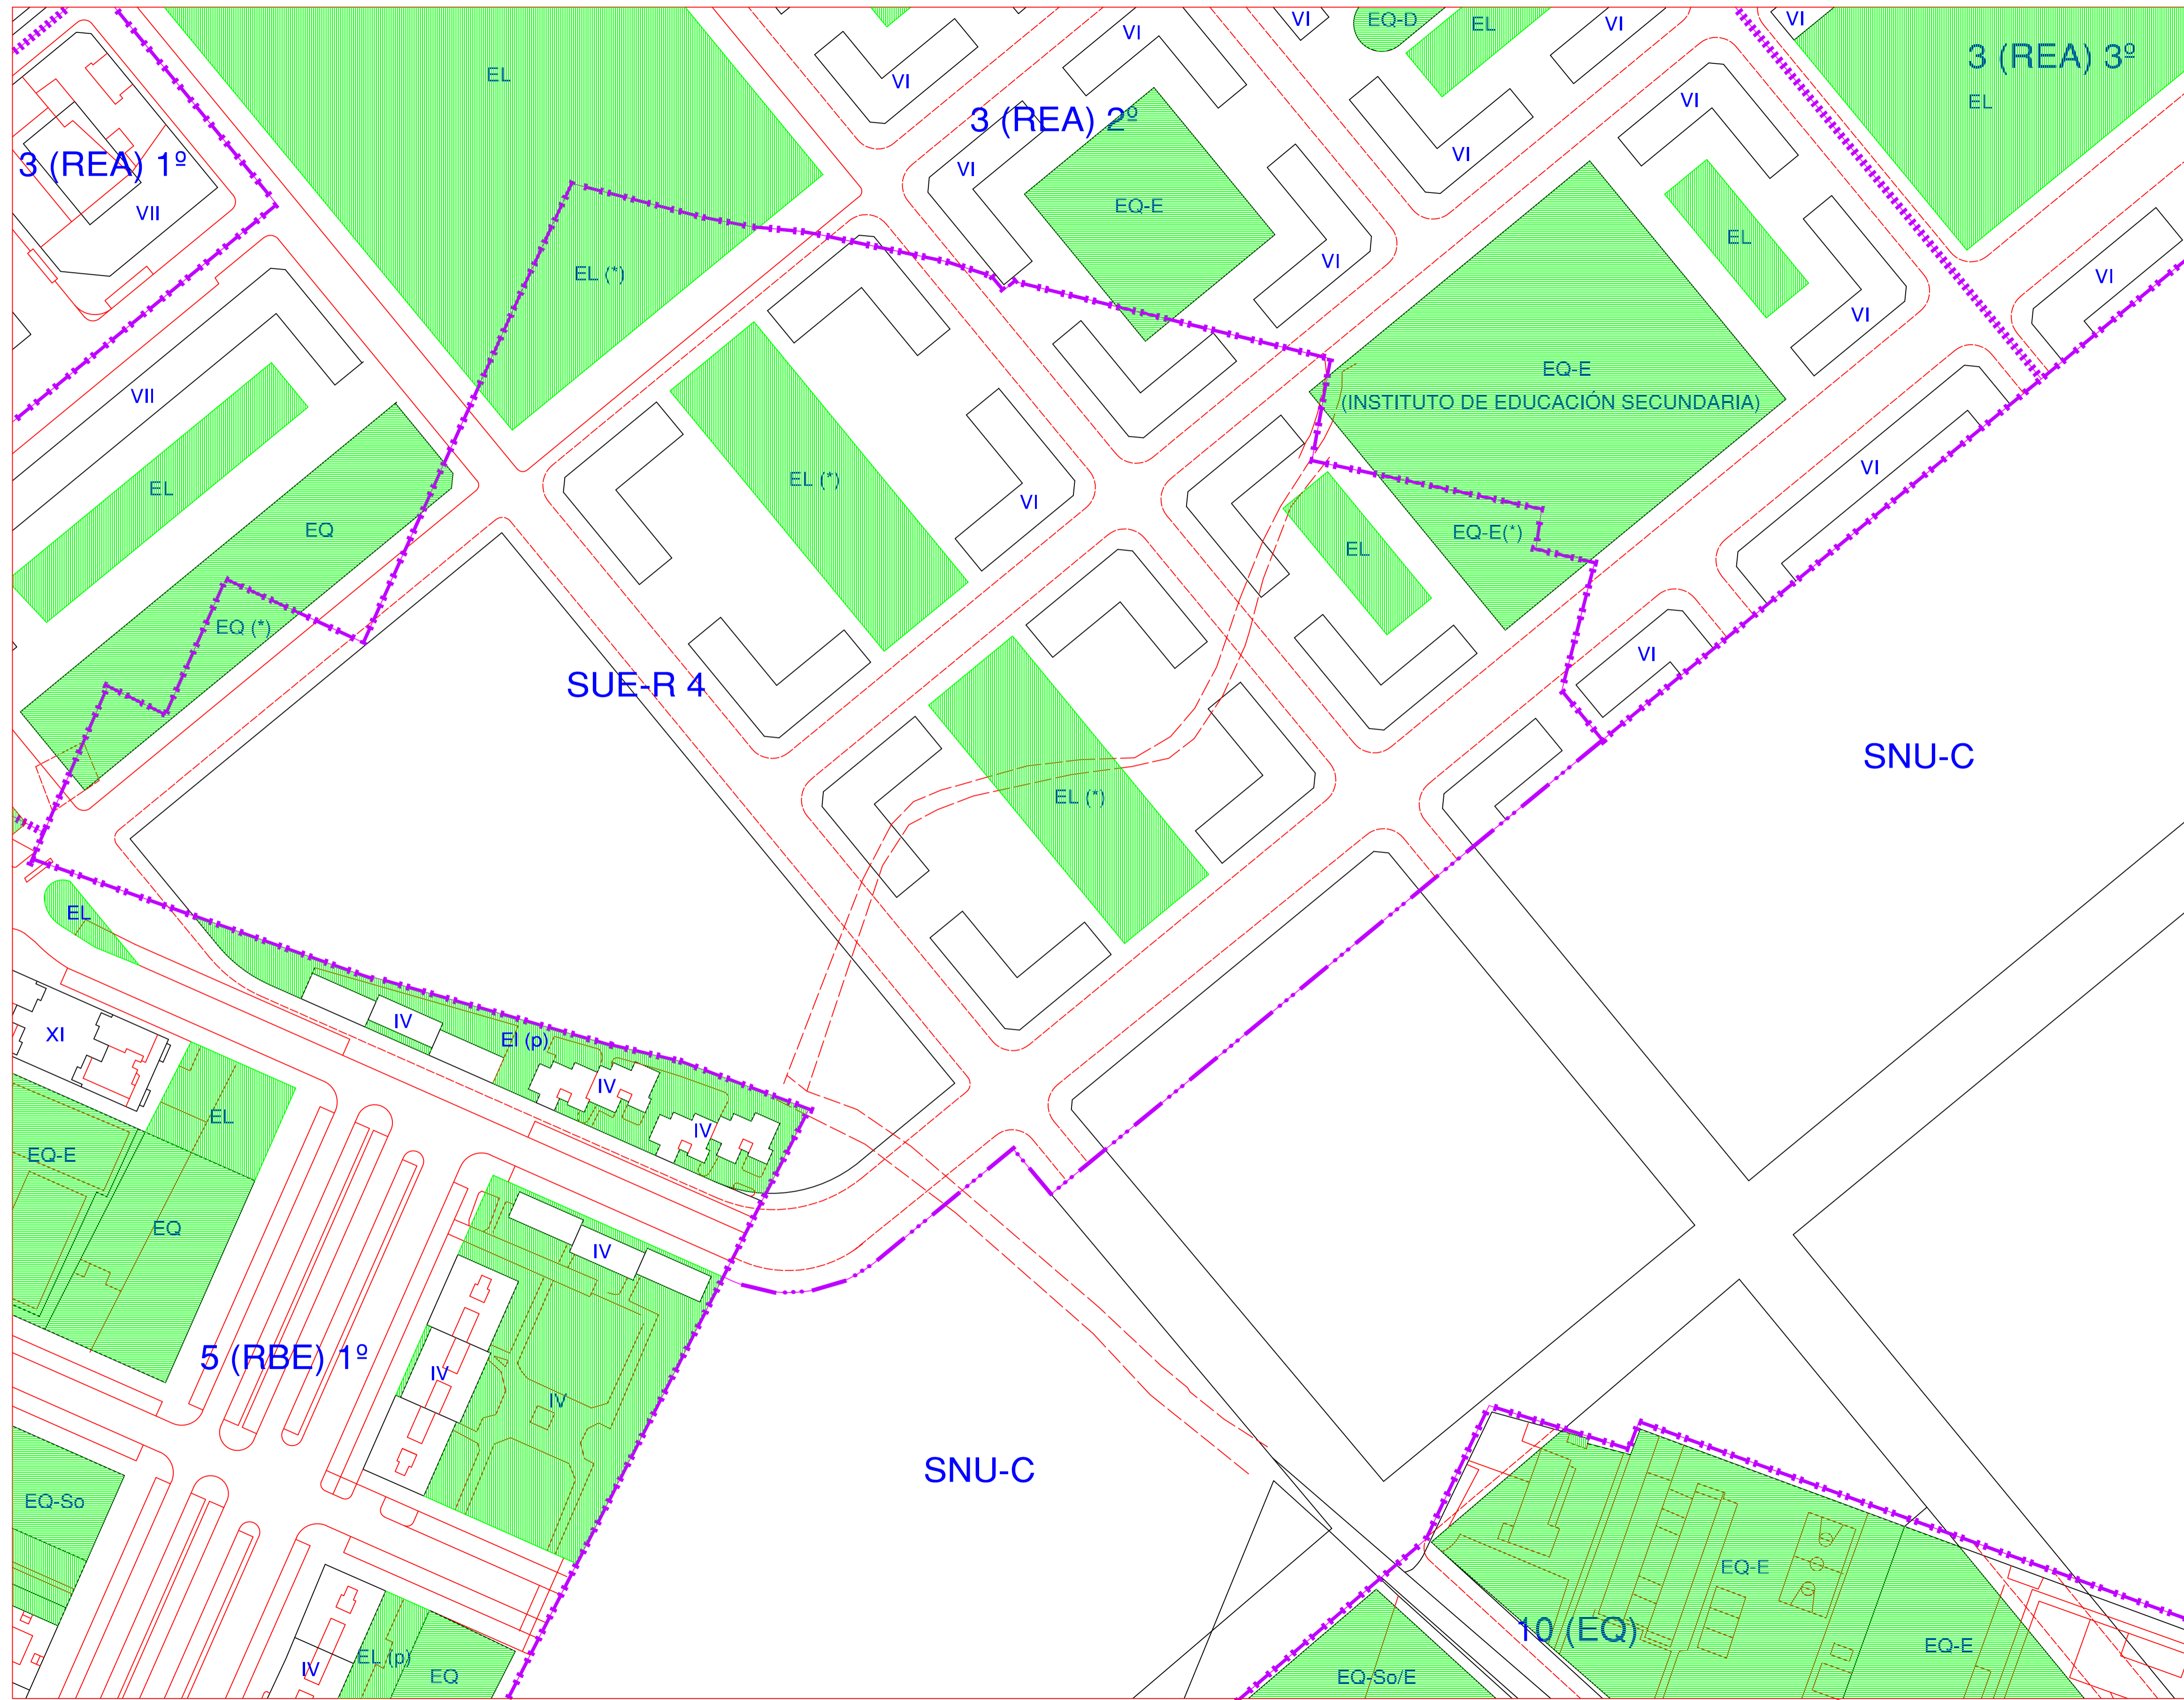 VI
VI
EQ-D
EL
VI
VI
EL
3 (REA) 3º
EL
VI
VI
3 (REA) 2º
3 (REA) 1º
VII
VI
VI
EQ-E
EL
VI
EL (*)
VI
VI
EQ-E
(INSTITUTO DE EDUCACIÓN SECUNDARIA)
VII
VI
EL
EL (*)
VI
EQ
EQ-E(*)
EL
EQ (*)
VI
SUE-R 4
SNU-C
EL (*)
EL
IV
XI
El (p)
IV
EL
IV
EQ-E
EQ
IV
5 (RBE) 1º
IV
IV
SNU-C
EQ-So
EQ-E
10 (EQ)
EQ-E
EL (p)
IV
EQ
EQ-So/E